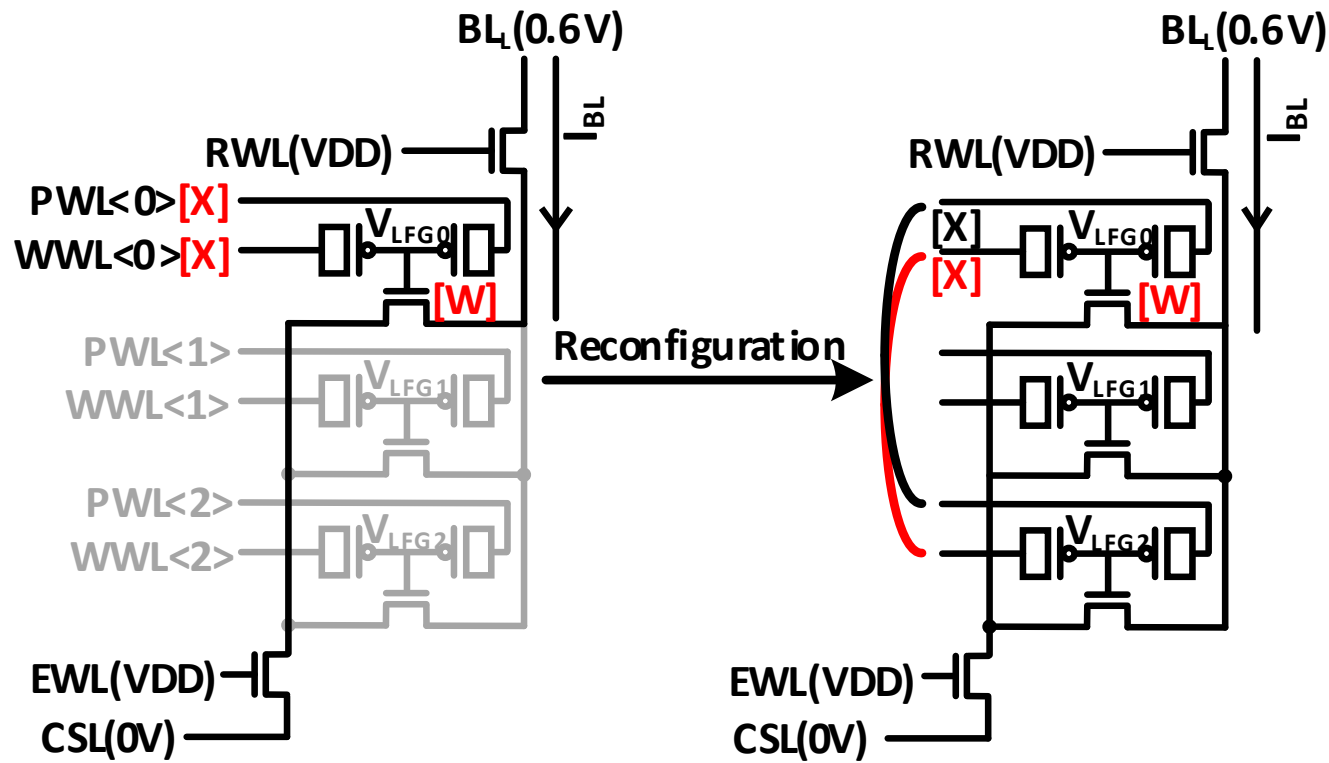 BLL(0.6V)
IBL
RWL(VDD)
PWL<0>[X]
WWL<0>[X]
VLFG0
[W]
PWL<1>
WWL<1>
VLFG1
PWL<2>
WWL<2>
VLFG2
EWL(VDD)
CSL(0V)
Reconfiguration
BLL(0.6V)
IBL
RWL(VDD)
[X]
[X]
VLFG0
[W]
VLFG1
VLFG2
EWL(VDD)
CSL(0V)